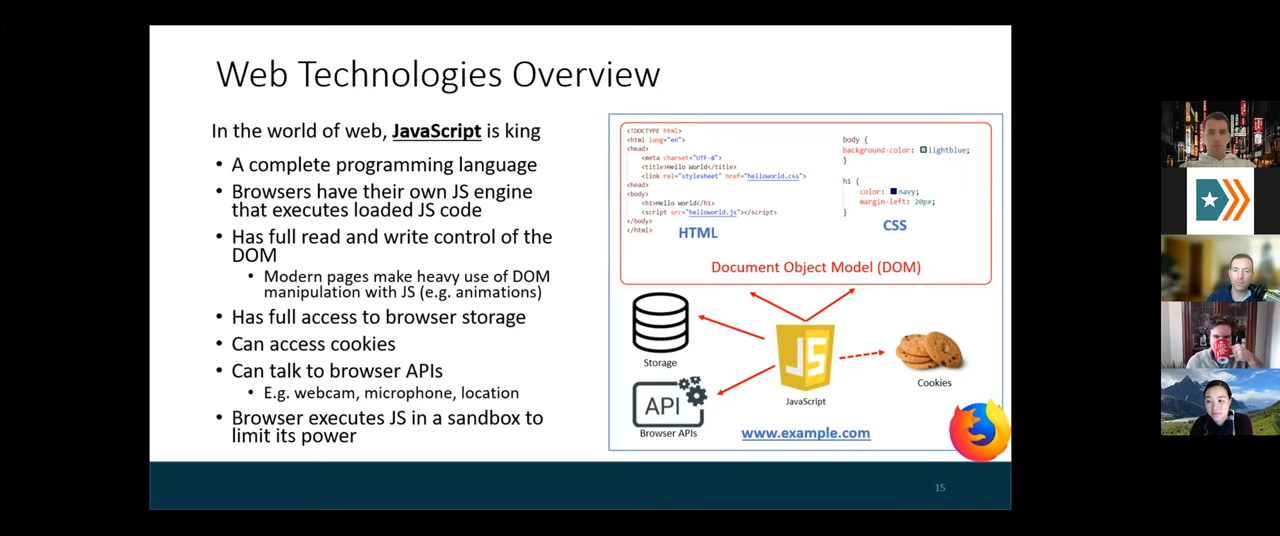 Web Technologies Overview
In the world of web, JavaScript is king
• A complete programming language
• Browsers have their own JS engine
that executes loaded JS code
• Has full read and write control of the
DOM
• Modern pages make heavy use of DOM
manipulation with JS (e.g. animations)
• Has full access to browser storage
• Can access cookies
• Can talk to browser APIs
• E.g. webcam, microphone, location
• Browser executes JS in a sandbox to
limit its power
<!DOCTYPE html>
<html lang="en">
<head>
<meta charset="UTF-8">
<title>Hello World</title>
<link rel="stylesheet" href="helloworld.css">
<head>
<body>
<h1>Hello World</h1>
<script src="helloworld.js"></script>
</body>
</html>
HTML
body {
background-color: lightblue;
}
h1 {
color: navy;
margin-left: 20px;
}
CSS
Document Object Model (DOM)
Storage
JS
JavaScript
Cookies
API
Browser APIs
www.example.com
15